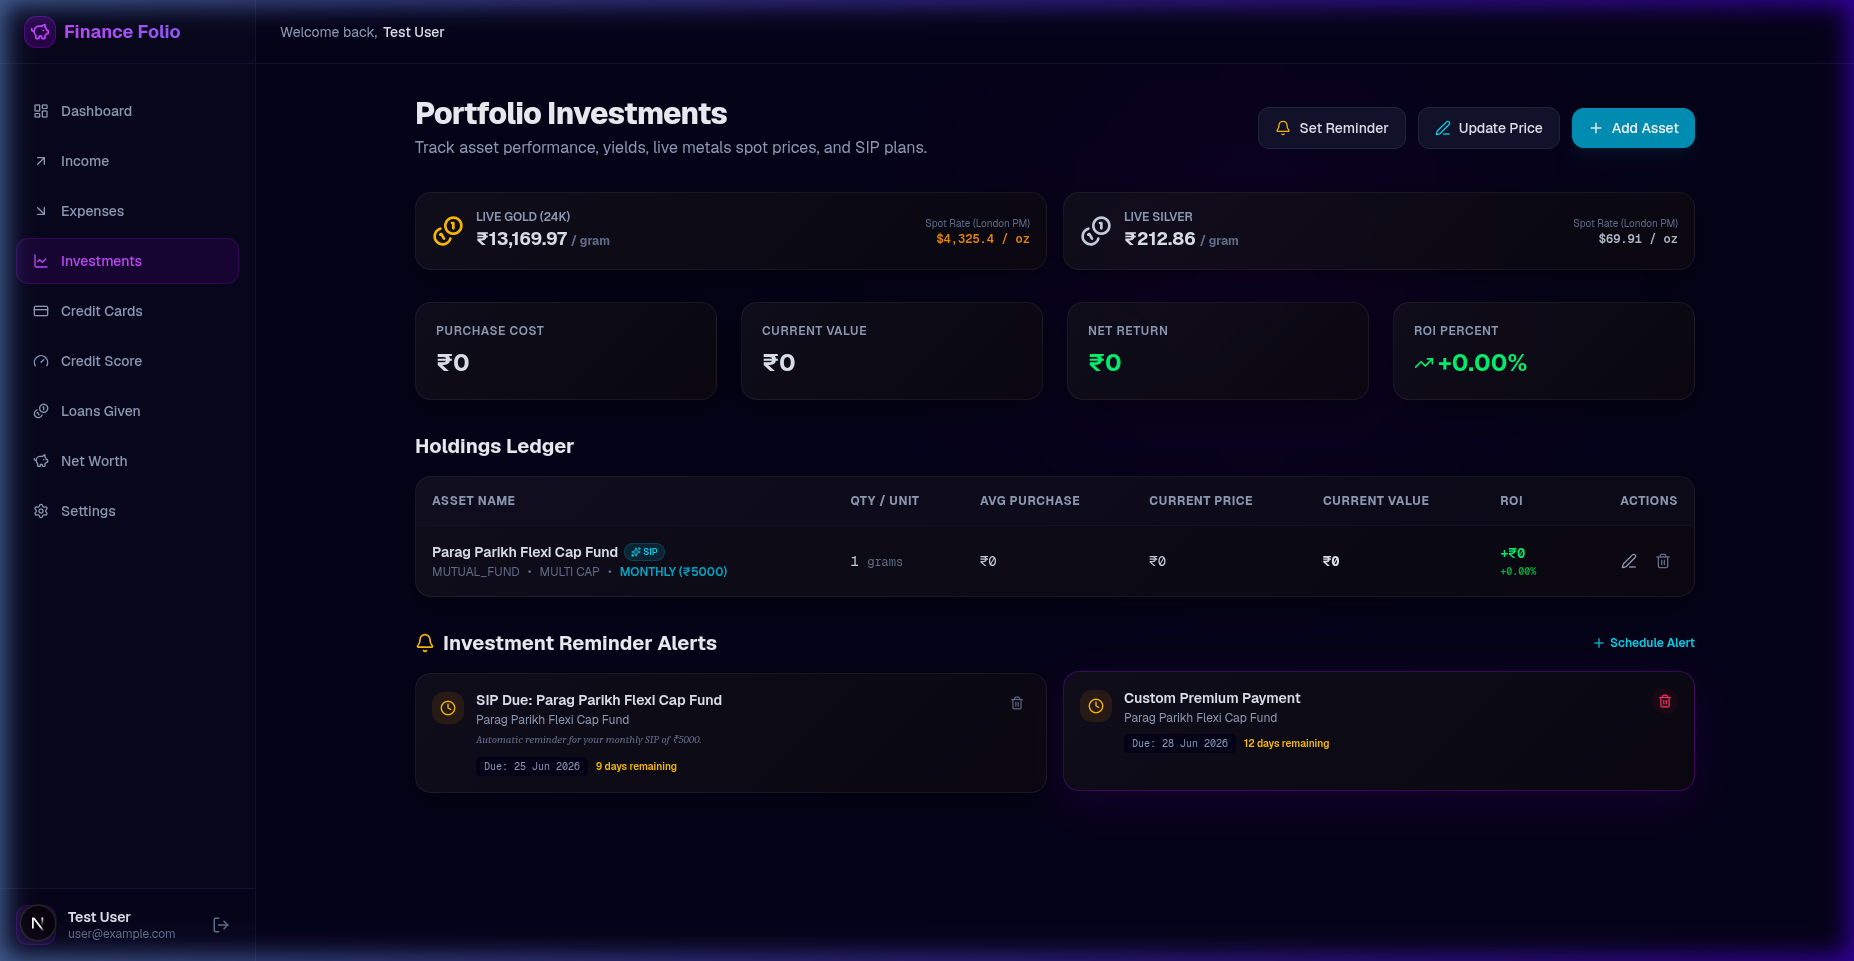 Finance Folio
Welcome back, Test User
Dashboard
Income
Expenses
Investments
Credit Cards
Credit Score
Loans Given
Net Worth
Settings
Test User
user@example.com
N
Portfolio Investments
Track asset performance, yields, live metals spot prices, and SIP plans.
Set Reminder
Update Price
Add Asset
LIVE GOLD (24K)
₹13,169.97 / gram
Spot Rate (London PM)
$4,325.4 / oz
LIVE SILVER
₹212.86 / gram
Spot Rate (London PM)
$69.91 / oz
PURCHASE COST
₹0
CURRENT VALUE
₹0
NET RETURN
₹0
ROI PERCENT
+0.00%
Holdings Ledger
ASSET NAME QTY / UNIT AVG PURCHASE CURRENT PRICE CURRENT VALUE ROI ACTIONS
Parag Parikh Flexi Cap Fund SIP
MUTUAL_FUND • MULTI CAP • MONTHLY (₹5000)
1 grams ₹0 ₹0 ₹0 +₹0
+0.00%
Investment Reminder Alerts
Schedule Alert
SIP Due: Parag Parikh Flexi Cap Fund
Parag Parikh Flexi Cap Fund
Automatic reminder for your monthly SIP of ₹5000.
Due: 25 Jun 2026 9 days remaining
Custom Premium Payment
Parag Parikh Flexi Cap Fund
Due: 28 Jun 2026 12 days remaining